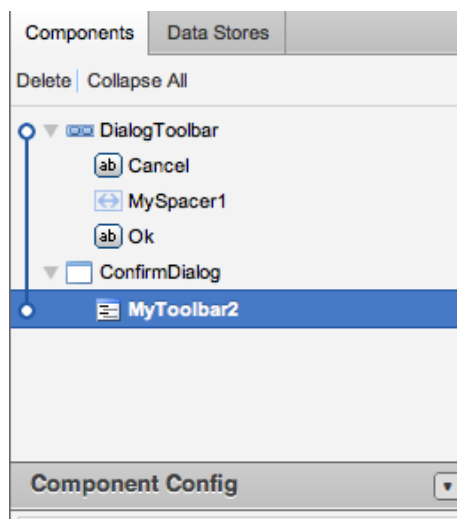 Components Data Stores
Delete Collapse All
DialogToolbar
ab Cancel
MySpacer1
ab Ok
ConfirmDialog
MyToolbar2
Component Config